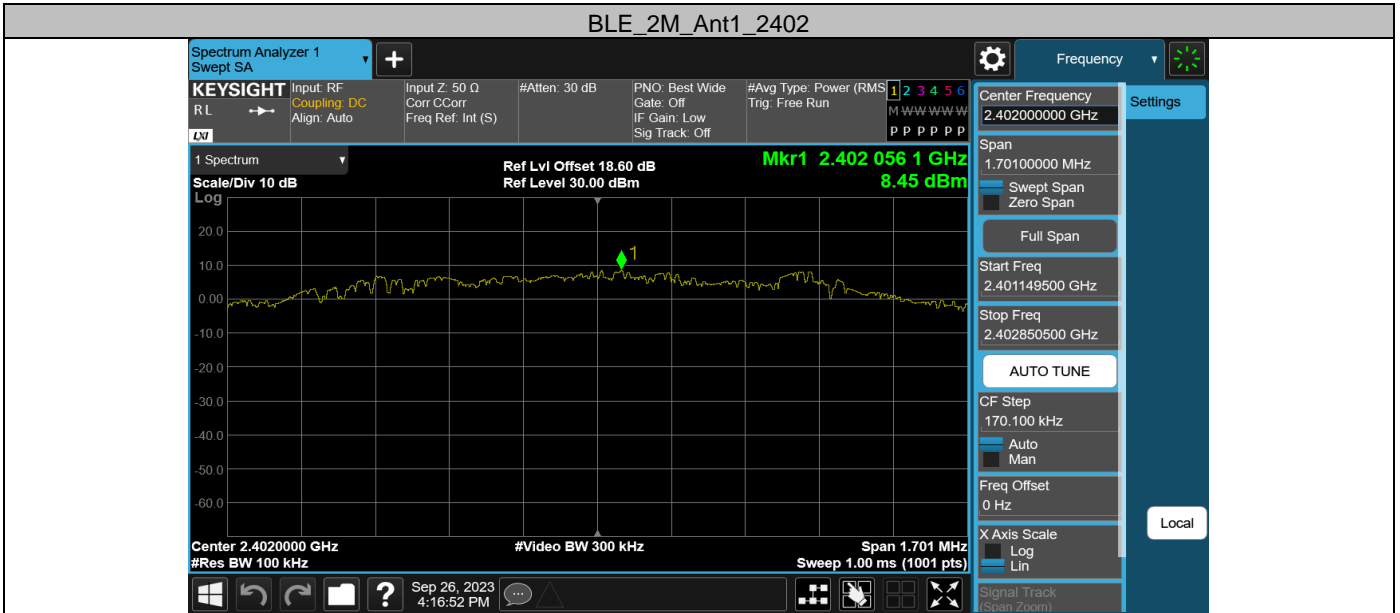 BLE_2M_Ant1_2402
Spectrum Analyzer 1
Swept SA
+
Frequency
KEYSIGHT
R L
LXI
Input: RF
Coupling: DC
Align: Auto
Input Z: 50 Ω
Corr CCorr
Freq Ref: Int (S)
#Atten: 30 dB
PNO: Best Wide
Gate: Off
IF Gain: Low
Sig Track: Off
#Avg Type: Power (RMS
Trig: Free Run
1 2 3 4 5 6
M W W W W W
P P P P P P
1 Spectrum
Scale/Div 10 dB
Ref Lvl Offset 18.60 dB
Ref Level 30.00 dBm
Mkr1 2.402 056 1 GHz
8.45 dBm
Log
20.0
10.0
0.00
-10.0
-20.0
-30.0
-40.0
-50.0
-60.0
1
Center 2.4020000 GHz
#Res BW 100 kHz
#Video BW 300 kHz
Span 1.701 MHz
Sweep 1.00 ms (1001 pts)
Center Frequency
2.402000000 GHz
Span
1.70100000 MHz
Swept Span
Zero Span
Full Span
Start Freq
2.401149500 GHz
Stop Freq
2.402850500 GHz
AUTO TUNE
CF Step
170.100 kHz
Auto
Man
Freq Offset
0 Hz
X Axis Scale
Log
Lin
Signal Track
(Span Zoom)
Settings
Local
?
Sep 26, 2023
4:16:52 PM